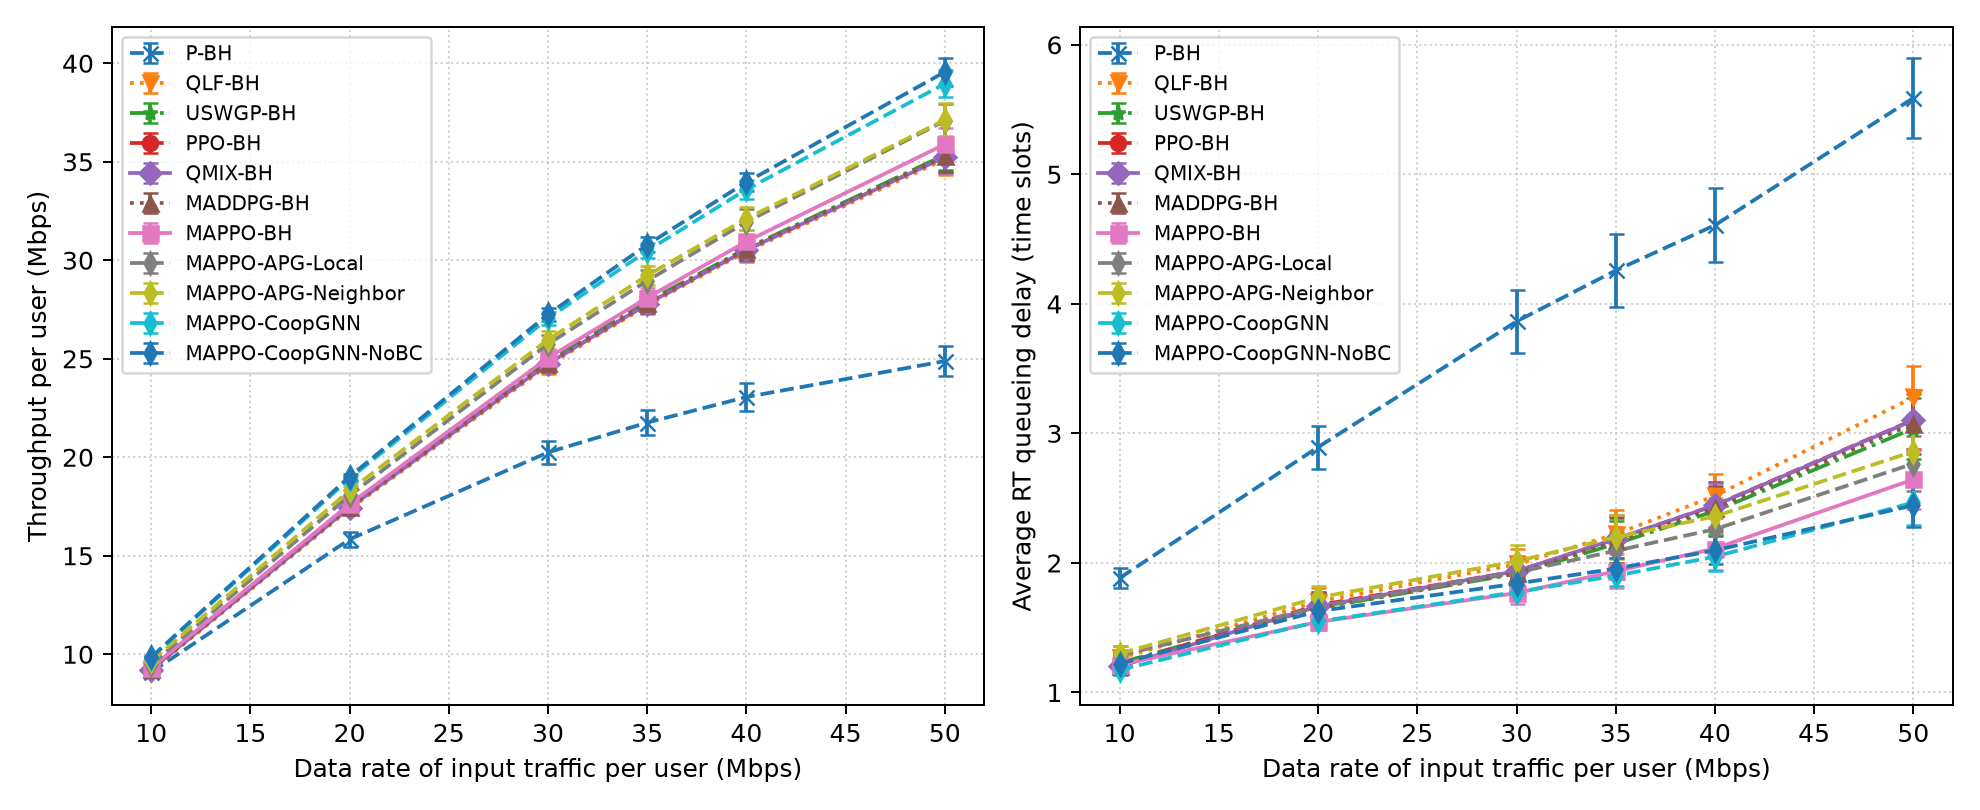 P-BH
QLF-BH
USWGP-BH
PPO-BH
QMIX-BH
MADDPG-BH
MAPPO-BH
MAPPO-APG-Local
MAPPO-APG-Neighbor
MAPPO-CoopGNN
MAPPO-CoopGNN-NoBC
Throughput per user (Mbps)
40
35
30
25
20
15
10
10 15 20 25 30 35 40 45 50
Data rate of input traffic per user (Mbps)
P-BH
QLF-BH
USWGP-BH
PPO-BH
QMIX-BH
MADDPG-BH
MAPPO-BH
MAPPO-APG-Local
MAPPO-APG-Neighbor
MAPPO-CoopGNN
MAPPO-CoopGNN-NoBC
Average RT queueing delay (time slots)
6
5
4
3
2
1
10 15 20 25 30 35 40 45 50
Data rate of input traffic per user (Mbps)